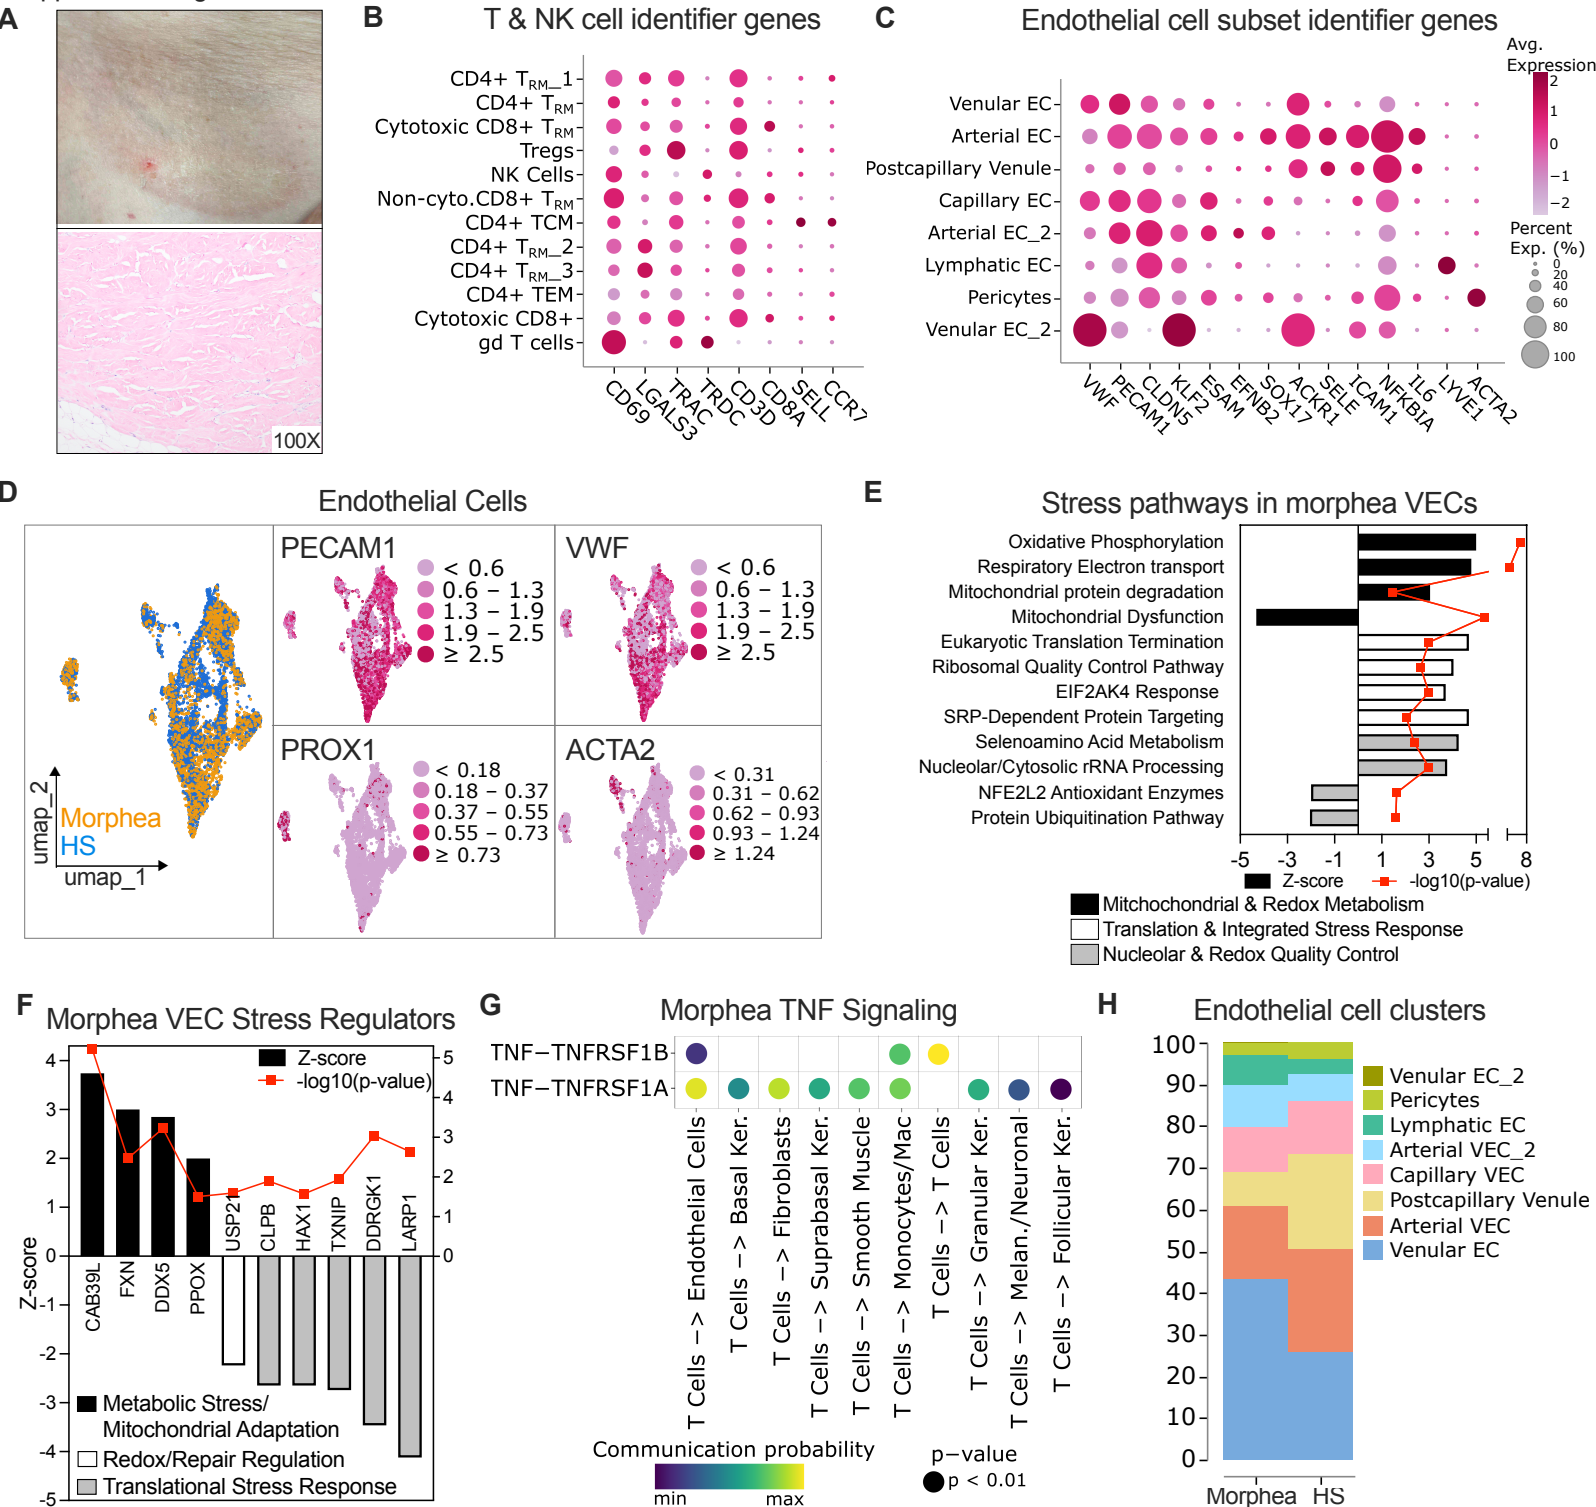 A
100X
B T & NK cell identifier genes
CD4+ TRM_1
CD4+ TRM
Cytotoxic CD8+ TRM
Tregs
NK Cells
Non-cyto.CD8+ TRM
CD4+ TCM
CD4+ TRM_2
CD4+ TRM_3
CD4+ TEM
Cytotoxic CD8+
gd T cells
CD69 LGALS3 TRAC TRDC CD3D CD8A SELL CCR7
C Endothelial cell subset identifier genes
Venular EC
Arterial EC
Postcapillary Venule
Capillary EC
Arterial EC_2
Lymphatic EC
Pericytes
Venular EC_2
VWF PECAM1 CLDN5 KLF2 ESAM EFNB2 SOX17 ACKR1 SELE ICAM1 NFKBIA IL6 LYVE1 ACTA2
Avg.
Expression
2
1
0
−1
−2
Percent
Exp. (%)
0
20
40
60
80
100
D Endothelial Cells
umap_2
Morphea
HS
umap_1
PECAM1
< 0.6
0.6 − 1.3
1.3 − 1.9
1.9 − 2.5
≥ 2.5
VWF
< 0.6
0.6 − 1.3
1.3 − 1.9
1.9 − 2.5
≥ 2.5
PROX1
< 0.18
0.18 − 0.37
0.37 − 0.55
0.55 − 0.73
≥ 0.73
ACTA2
< 0.31
0.31 − 0.62
0.62 − 0.93
0.93 − 1.24
≥ 1.24
E Stress pathways in morphea VECs
Oxidative Phosphorylation
Respiratory Electron transport
Mitochondrial protein degradation
Mitochondrial Dysfunction
Eukaryotic Translation Termination
Ribosomal Quality Control Pathway
EIF2AK4 Response
SRP-Dependent Protein Targeting
Selenoamino Acid Metabolism
Nucleolar/Cytosolic rRNA Processing
NFE2L2 Antioxidant Enzymes
Protein Ubiquitination Pathway
-5 -3 -1 1 3 5 8
Z-score -log10(p-value)
Mitchochondrial & Redox Metabolism
Translation & Integrated Stress Response
Nucleolar & Redox Quality Control
F Morphea VEC Stress Regulators
Z-score
-log10(p-value)
Z-score
4
3
2
1
0
-1
-2
-3
-4
-5
5
4
3
2
1
0
CAB39L FXN DDX5 PPOX USP21 CLPB HAX1 TXNIP DDRGK1 LARP1
Metabolic Stress/
Mitochondrial Adaptation
Redox/Repair Regulation
Translational Stress Response
G Morphea TNF Signaling
TNF−TNFRSF1B
TNF−TNFRSF1A
T Cells −> Endothelial Cells
T Cells −> Basal Ker.
T Cells −> Fibroblasts
T Cells −> Suprabasal Ker.
T Cells −> Smooth Muscle
T Cells −> Monocytes/Mac
T Cells −> T Cells
T Cells −> Granular Ker.
T Cells −> Melan./Neuronal
T Cells −> Follicular Ker.
Communication probability
min max
p−value
p < 0.01
H Endothelial cell clusters
100
90
80
70
60
50
40
30
20
10
0
Morphea HS
Venular EC_2
Pericytes
Lymphatic EC
Arterial VEC_2
Capillary VEC
Postcapillary Venule
Arterial VEC
Venular EC